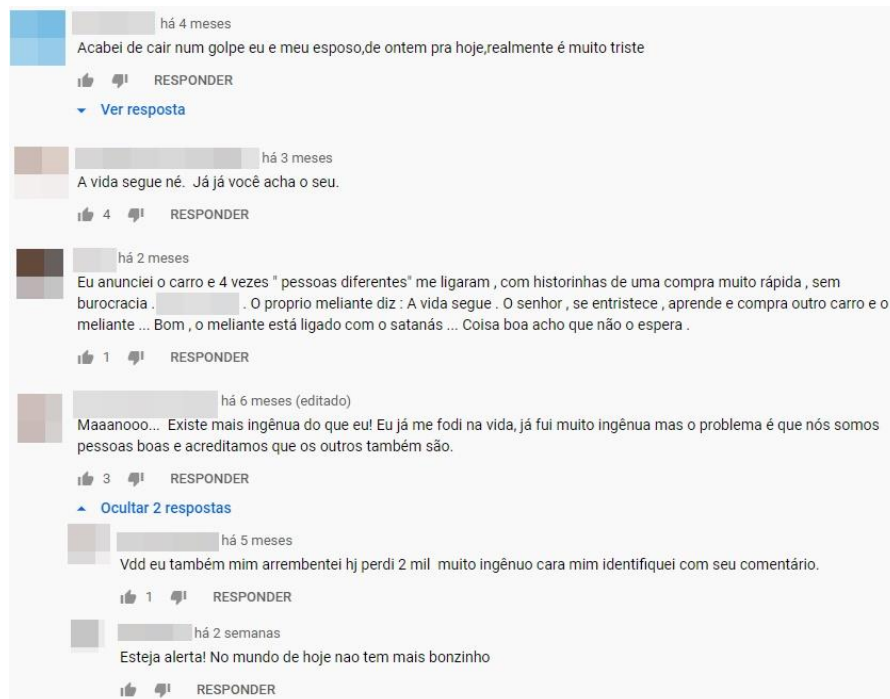 há 4 meses
Acabei de cair num golpe eu e meu esposo,de ontem pra hoje,realmente é muito triste
RESPONDER
Ver resposta
há 3 meses
A vida segue né. Já já você acha o seu.
4 RESPONDER
há 2 meses
Eu anunciei o carro e 4 vezes " pessoas diferentes" me ligaram , com historinhas de uma compra muito rápida , sem
burocracia . . O proprio meliante diz : A vida segue . O senhor , se entristece , aprende e compra outro carro e o
meliante ... Bom , o meliante está ligado com o satanás ... Coisa boa acho que não o espera .
1 RESPONDER
há 6 meses (editado)
Maaanooo... Existe mais ingênua do que eu! Eu já me fodi na vida, já fui muito ingênua mas o problema é que nós somos
pessoas boas e acreditamos que os outros também são.
3 RESPONDER
Ocultar 2 respostas
há 5 meses
Vdd eu também mim arrembentei hj perdi 2 mil muito ingênuo cara mim identifiquei com seu comentário.
1 RESPONDER
há 2 semanas
Esteja alerta! No mundo de hoje nao tem mais bonzinho
RESPONDER